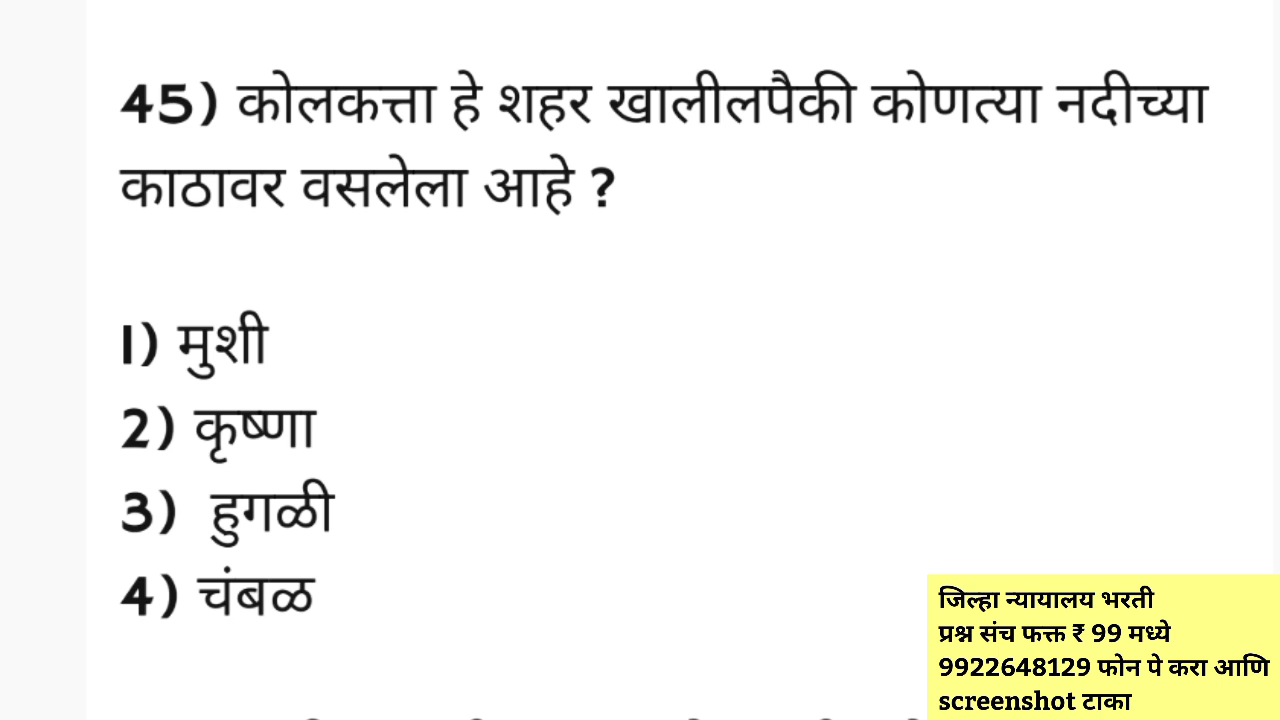 45) कोलकत्ता हे शहर खालीलपैकी कोणत्या नदीच्या
काठावर वसलेला आहे ?
1) मुशी
2) कृष्णा
3) हुगळी
4) चंबळ
जिल्हा न्यायालय भरती
प्रश्न संच फक्त ₹ 99 मध्ये
9922648129 फोन पे करा आणि
screenshot टाका